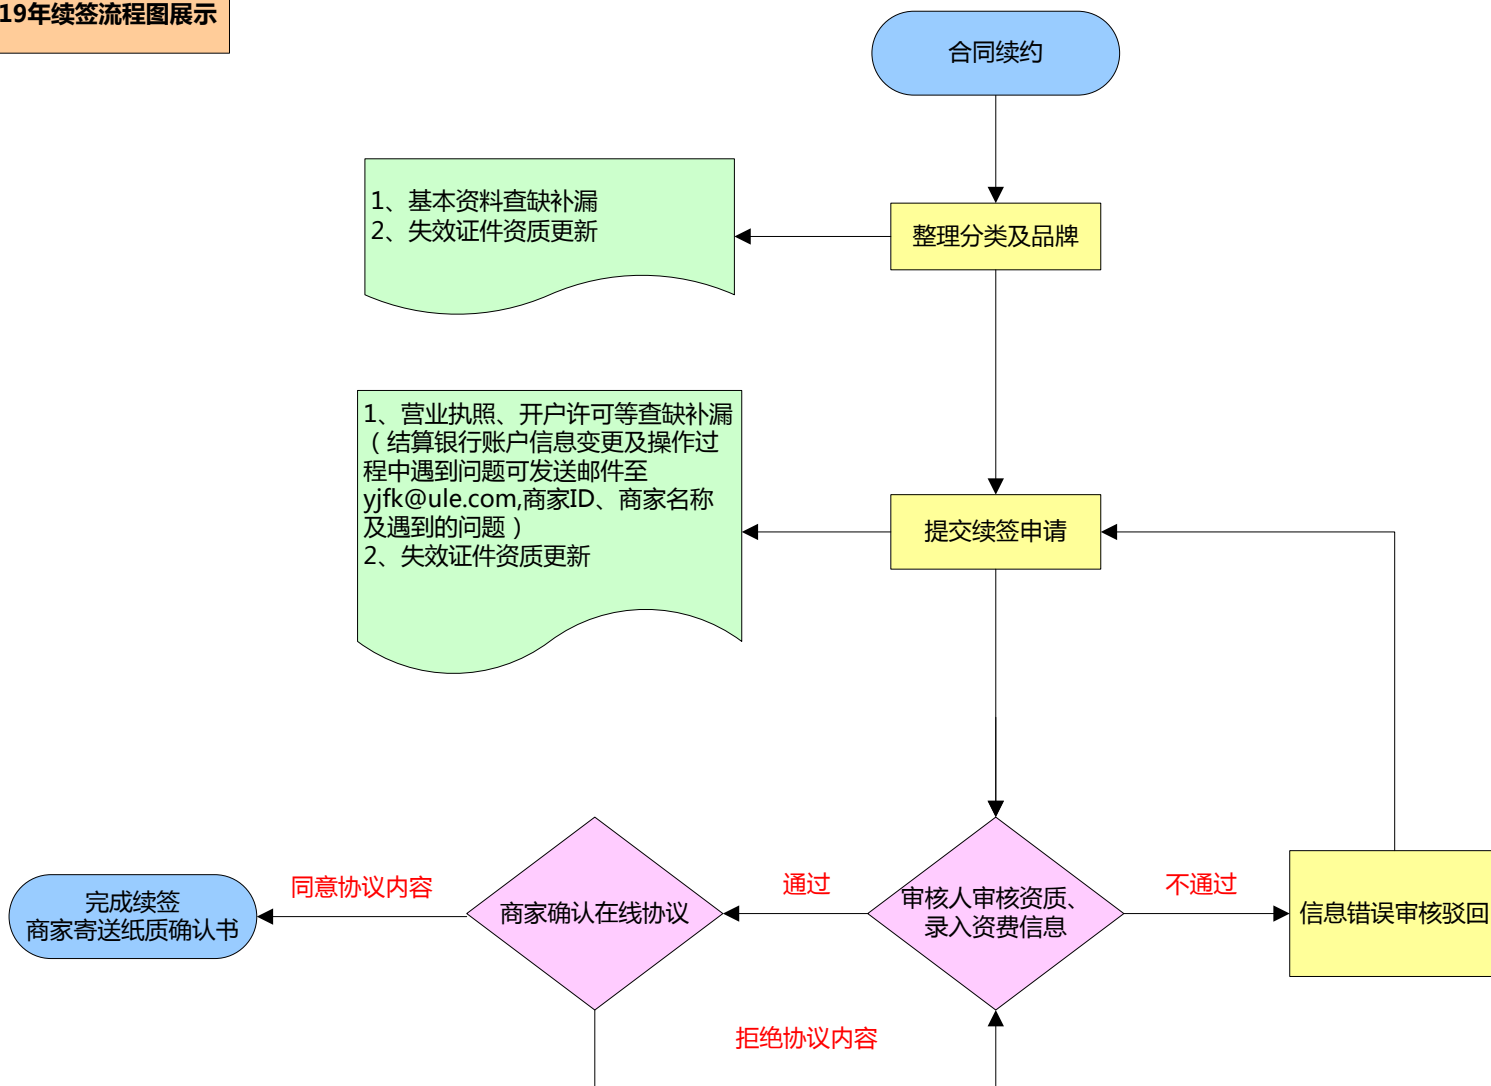 19年续签流程图展示
合同续约
1、基本资料查缺补漏
2、失效证件资质更新
整理分类及品牌
1、营业执照、开户许可等查缺补漏
（结算银行账户信息变更及操作过
程中遇到问题可发送邮件至
yjfk@ule.com,商家ID、商家名称
及遇到的问题）
2、失效证件资质更新
提交续签申请
完成续签
商家寄送纸质确认书
同意协议内容
商家确认在线协议
通过
审核人审核资质、
录入资费信息
不通过
信息错误审核驳回
拒绝协议内容